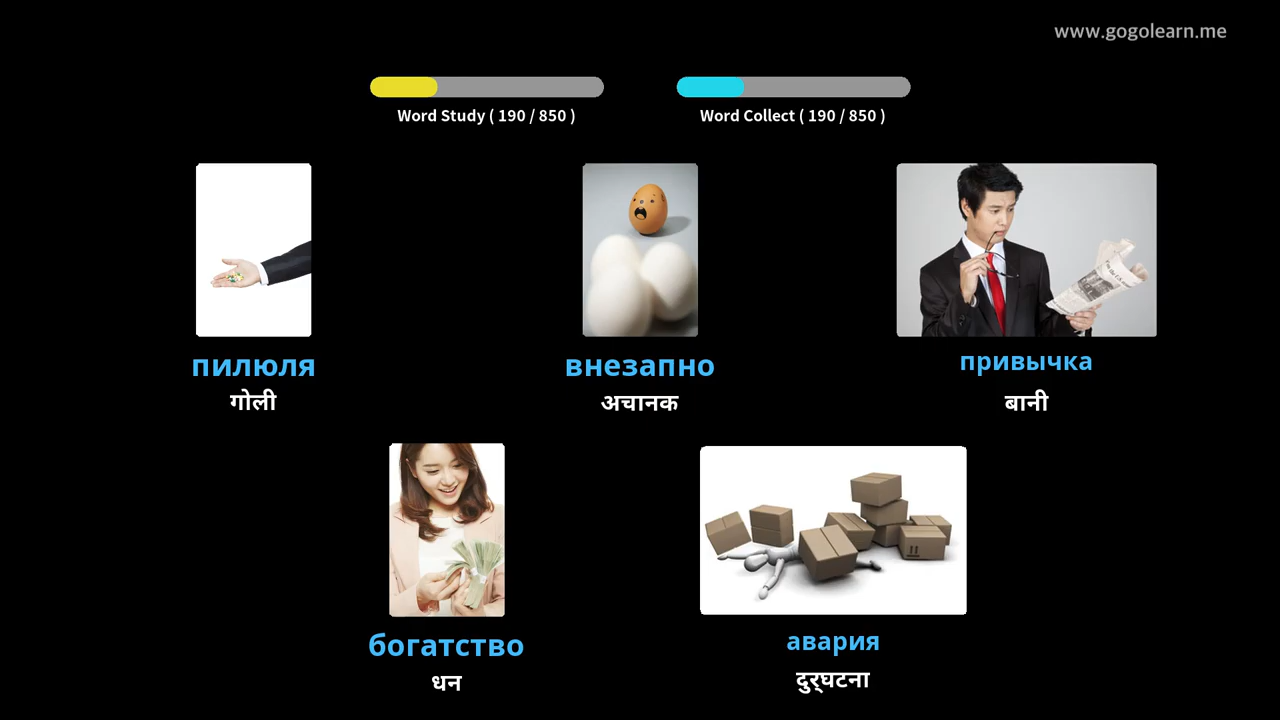 www.gogolearn.me
Word Study ( 190 / 850 )
Word Collect ( 190 / 850 )
пилюля
गोली
внезапно
अचानक
привычка
बानी
богатство
धन
авария
दुर्‌घटना